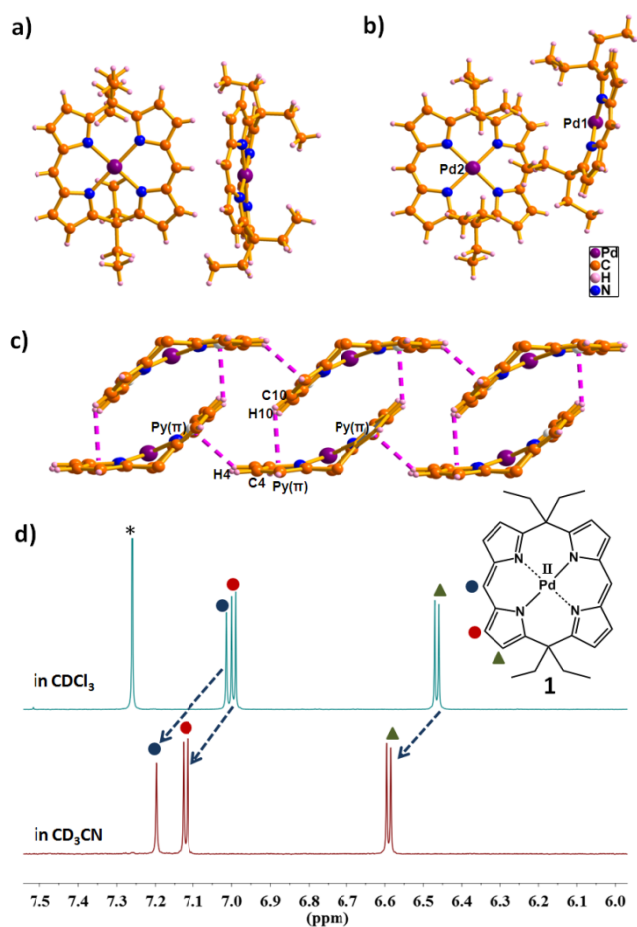 a)
b)
Pd1
Pd2
Pd
C
H
N
c)
C10
H10
Py(π)
Py(π)
H4
C4
Py(π)
d)
*
N
N
II
Pd
N
N
1
in CDCl3
in CD3CN
7.5 7.4 7.3 7.2 7.1 7.0 6.9 6.8 6.7 6.6 6.5 6.4 6.3 6.2 6.1 6.0
(ppm)